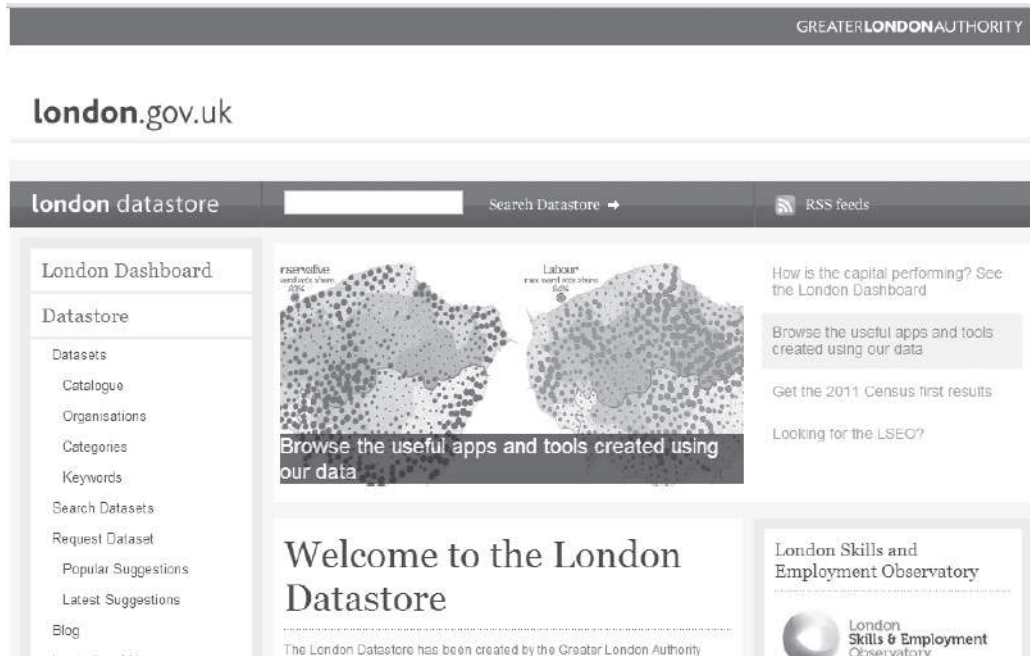 GREATERLONDONAUTHORITY
london.gov.uk
london datastore
Search Datastore
RSS feeds
London Dashboard
Datastore
Datasets
Catalogue
Organisations
Categories
Keywords
Search Datasets
Request Dataset
Popular Suggestions
Latest Suggestions
Blog
Labour
Browse the useful apps and tools created using
our data
How is the capital performing? See
the London Dashboard
Browse the useful apps and tools
created using our data
Get the 2011 Census first results
Looking for the LSEO?
Welcome to the London
Datastore
The London Datastore has been created by the Greater London Authority
London Skills and
Employment Observatory
London
Skills & Employment
Observatory